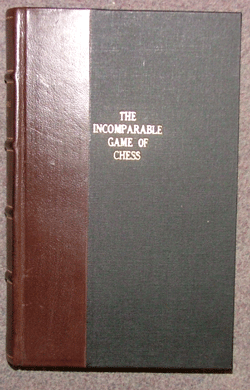 THE
INCOMPARABLE
GAME OF
CHESS